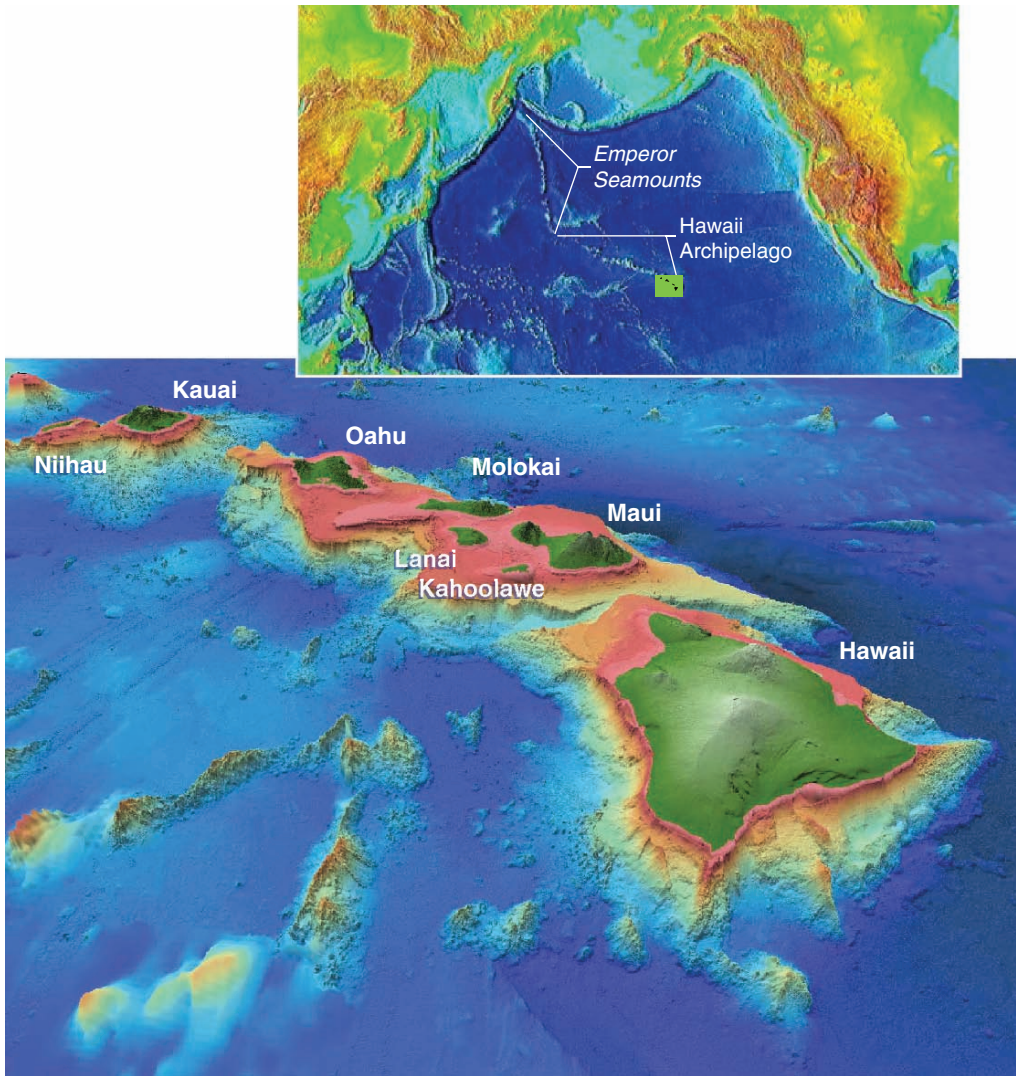 Emperor
Seamounts
Hawaii
Archipelago
Kauai
Oahu
Niihau
Molokai
Maui
Lanai
Kahoolawe
Hawaii